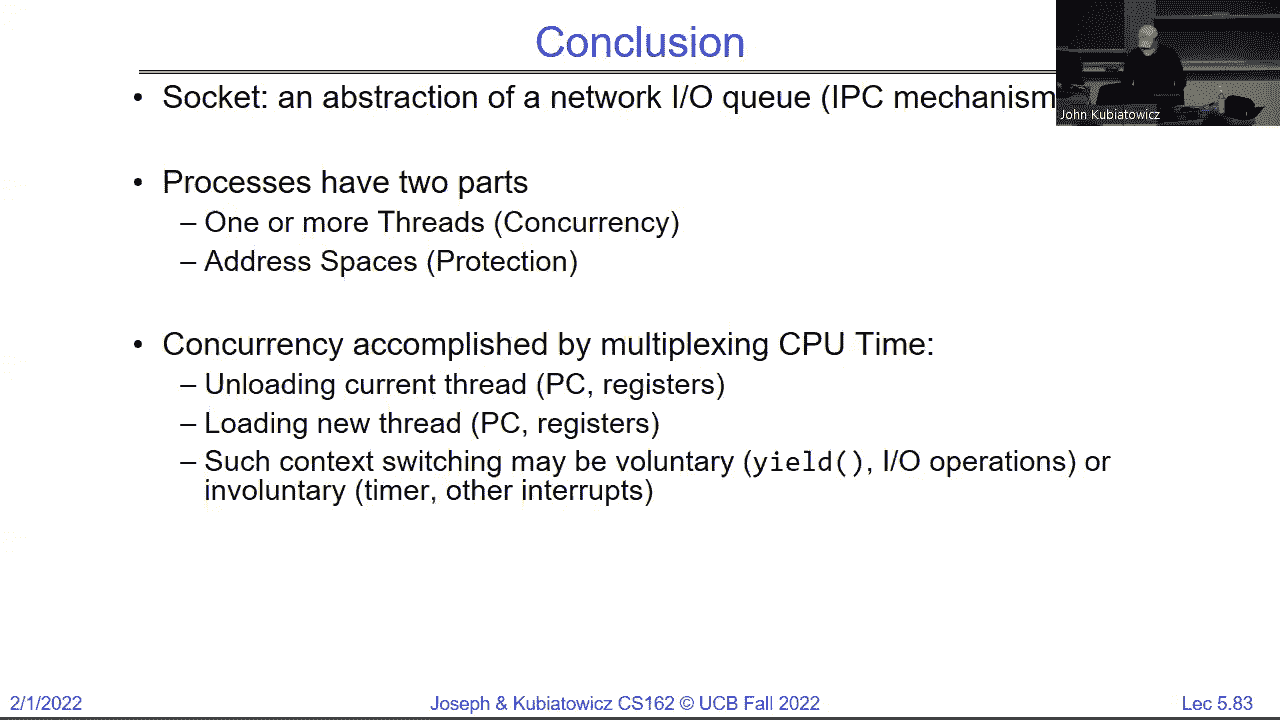 Conclusion
• Socket: an abstraction of a network I/O queue (IPC mechanism
John Kubiatowicz
• Processes have two parts
– One or more Threads (Concurrency)
– Address Spaces (Protection)
• Concurrency accomplished by multiplexing CPU Time:
– Unloading current thread (PC, registers)
– Loading new thread (PC, registers)
– Such context switching may be voluntary (yield(), I/O operations) or
involuntary (timer, other interrupts)
2/1/2022
Joseph & Kubiatowicz CS162 © UCB Fall 2022
Lec 5.83